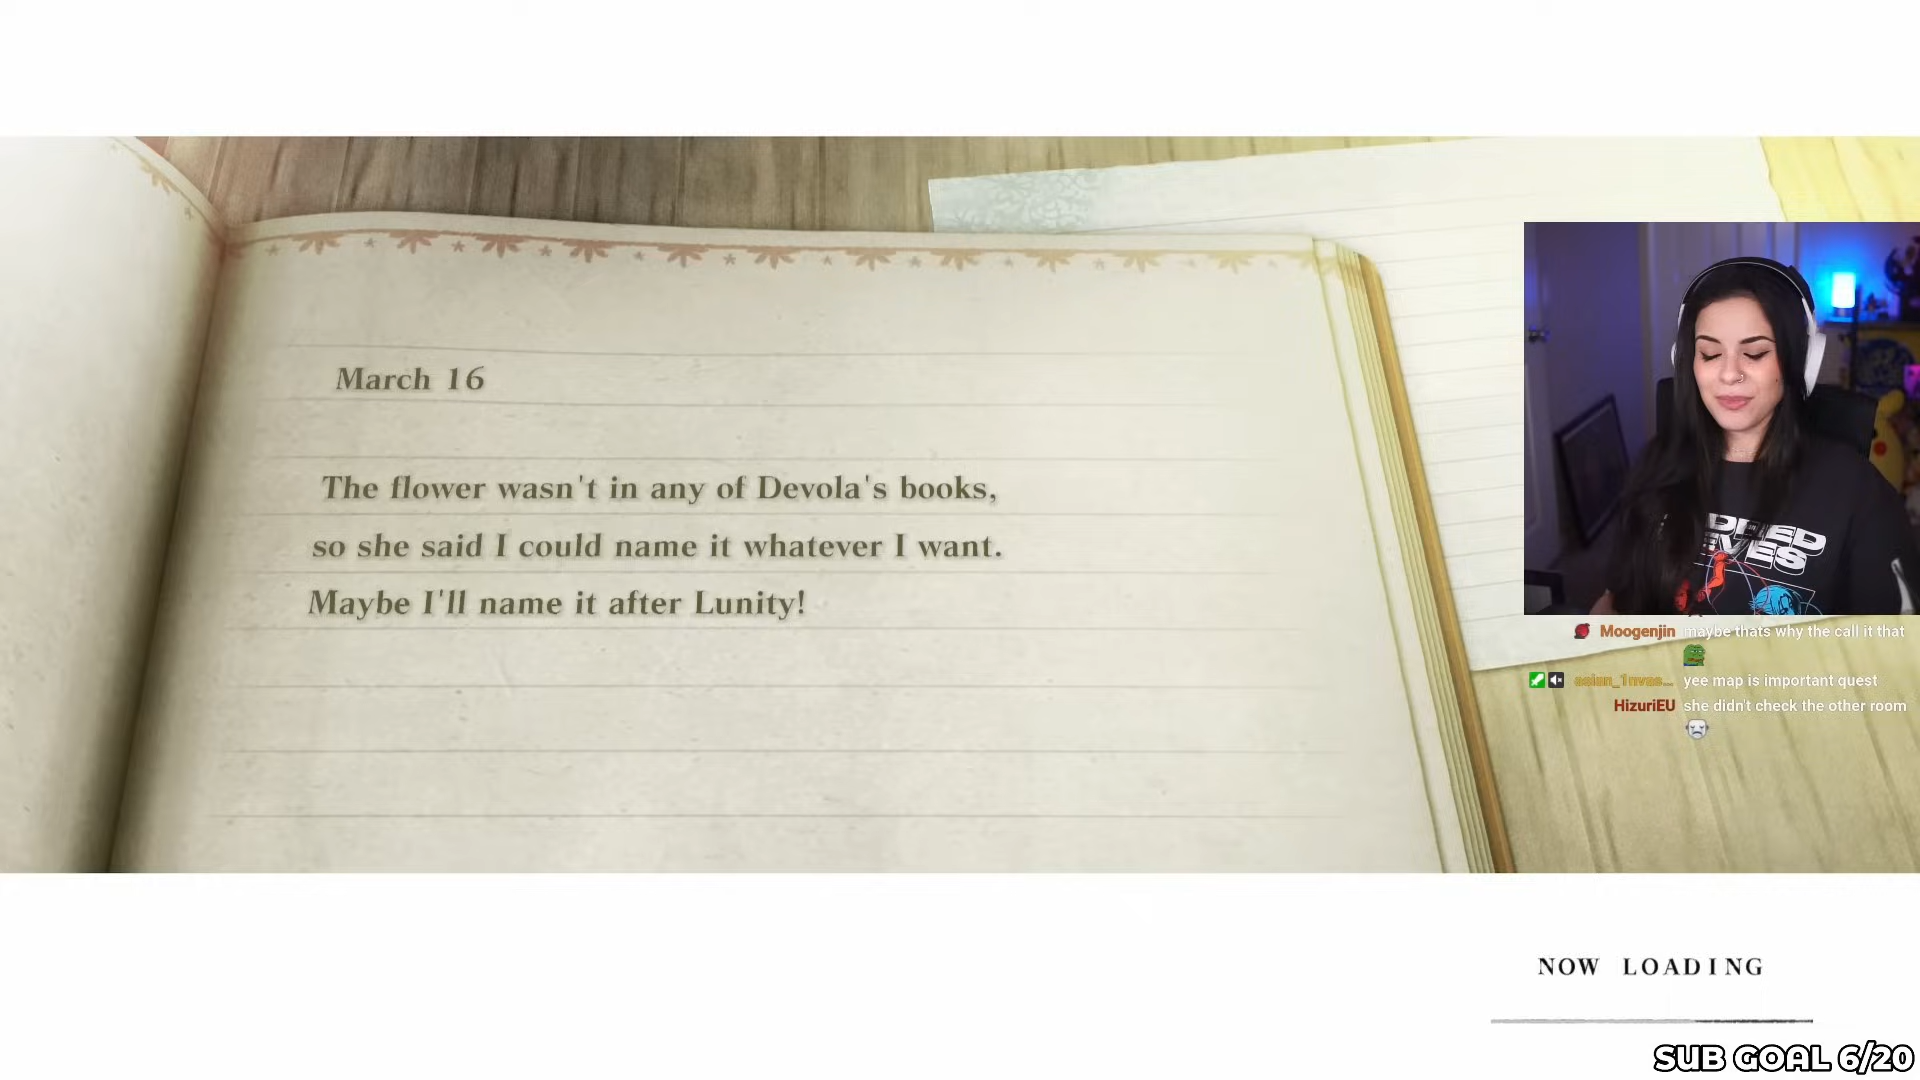 March 16
The flower wasn't in any of Devola's books,
so she said I could name it whatever I want.
Maybe I'll name it after Lunity!
Moogenjin maybe thats why the call it that
asian_1nvas... yee map is important quest
HizuriEU she didn't check the other room
NOW LOADING
SUB GOAL 6/20